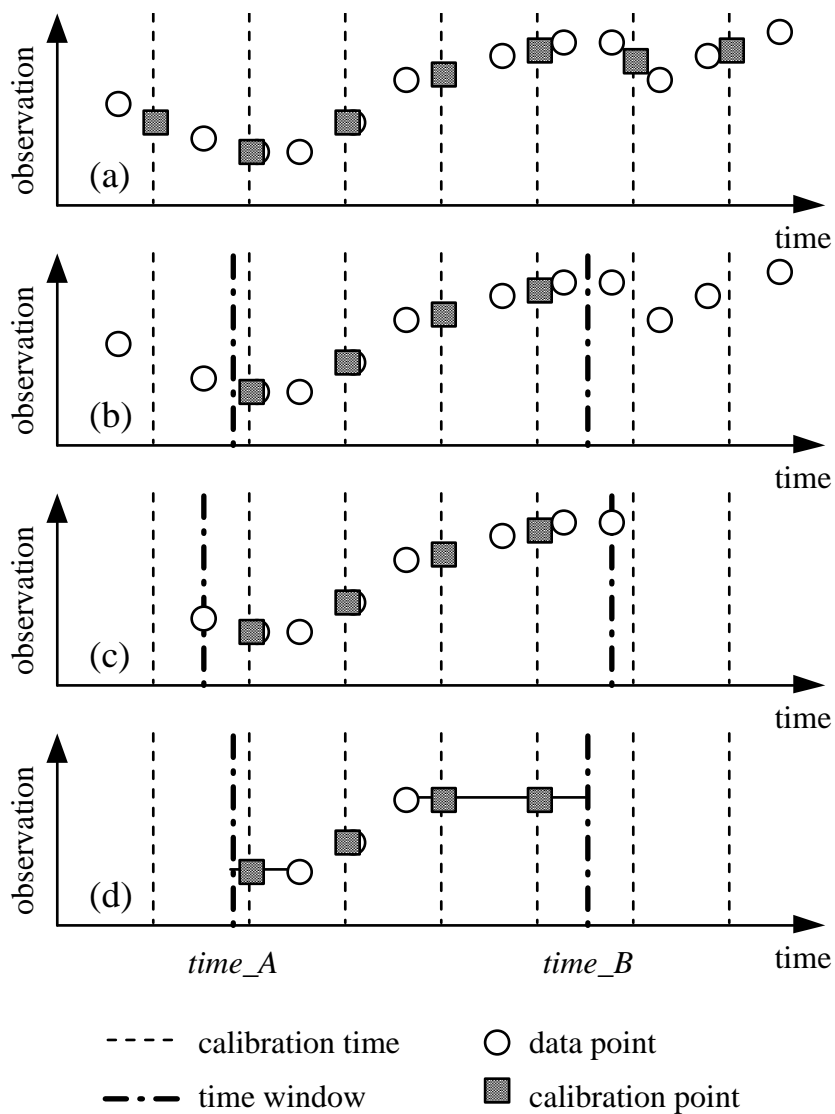 observation
(a)
time
observation
(b)
time
observation
(c)
time
observation
(d)
time
time_A
time_B
calibration time
data point
time window
calibration point